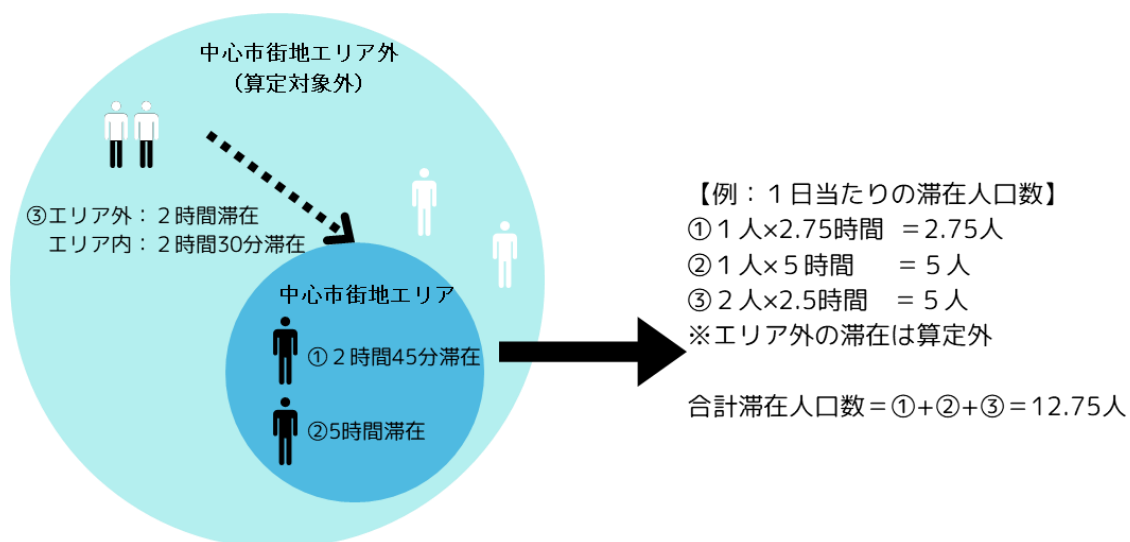 中心市街地エリア外
（算定対象外）
③エリア外：２時間滞在
エリア内：２時間30分滞在
中心市街地エリア
①２時間45分滞在
②5時間滞在
【例：１日当たりの滞在人口数】
①１人×2.75時間 ＝2.75人
②１人×５時間 ＝５人
③２人×2.5時間 ＝５人
※エリア外の滞在は算定外
合計滞在人口数＝①+②+③＝12.75人